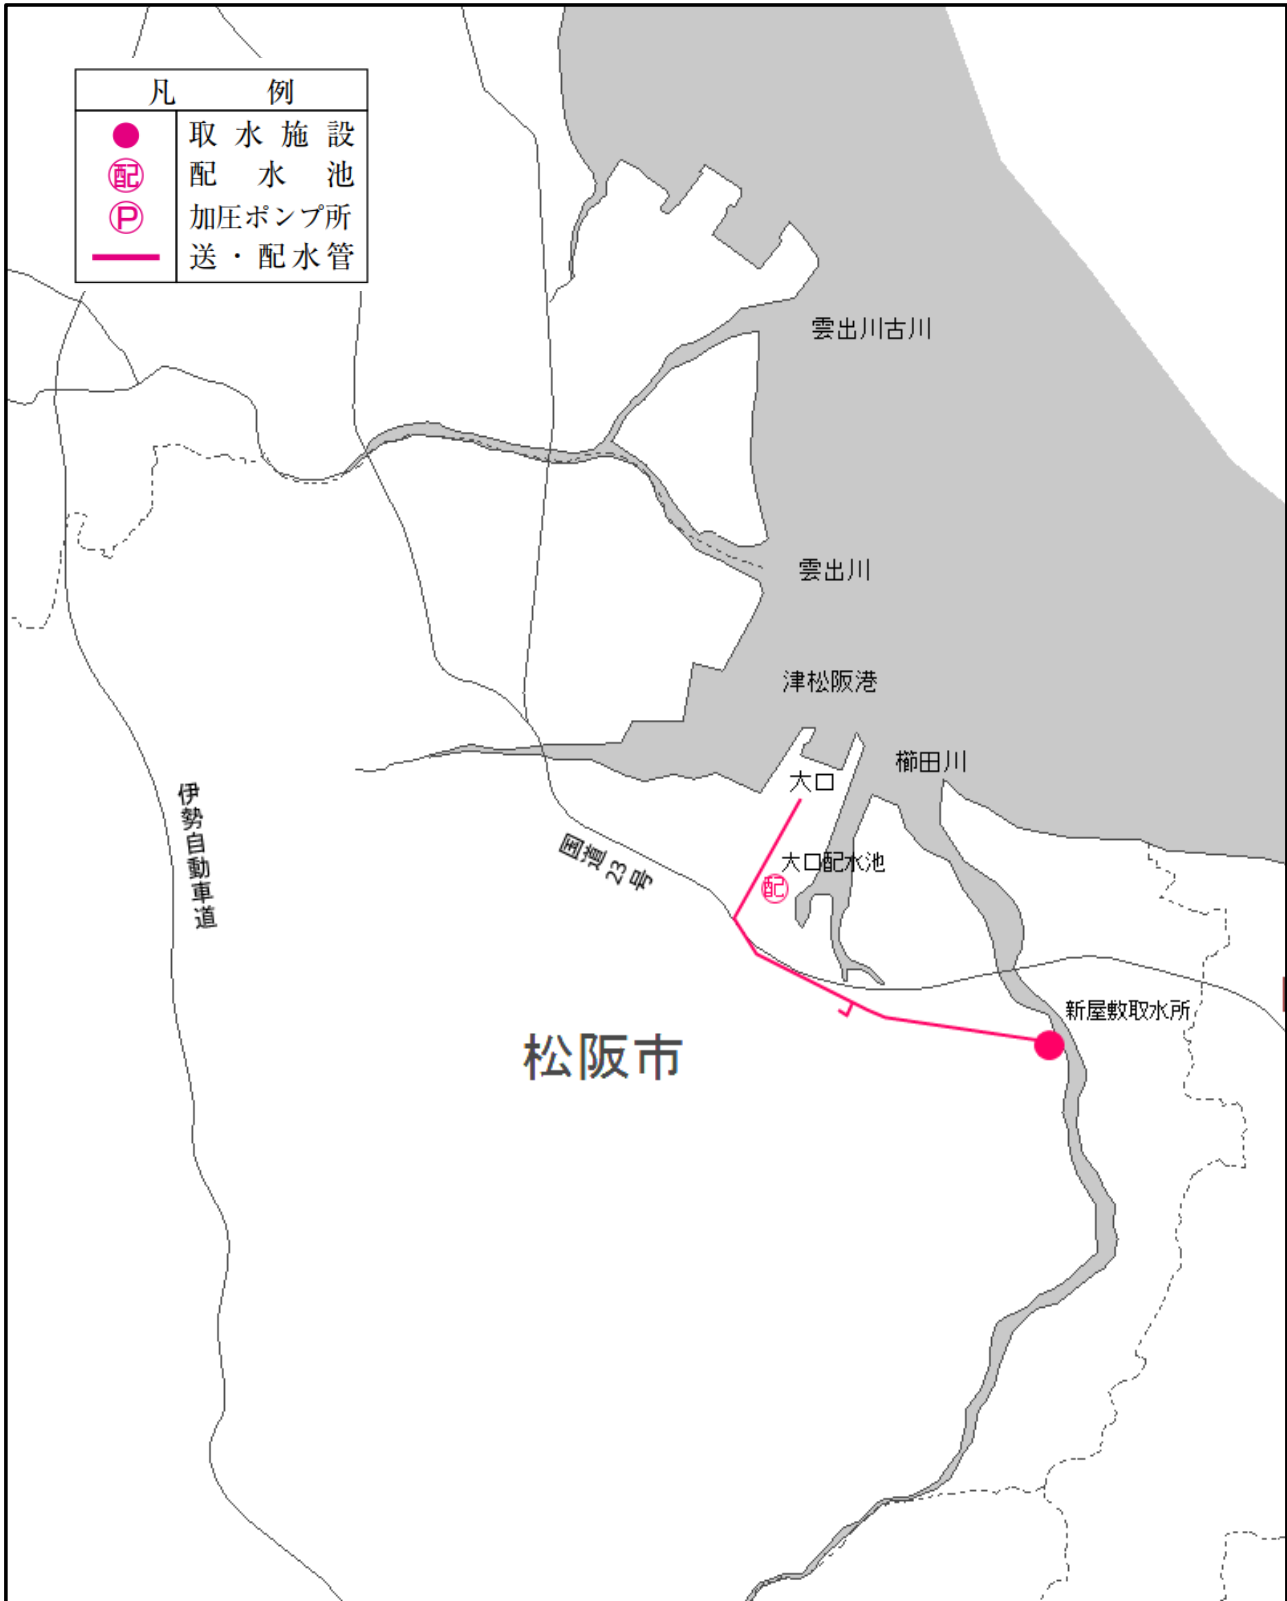 凡例
取水施設
配 配水池
P 加圧ポンプ所
送・配水管
雲出川古川
雲出川
津松阪港
櫛田川
大口
伊勢自動車道
国道23号
大口配水池
配
新屋敷取水所
松阪市